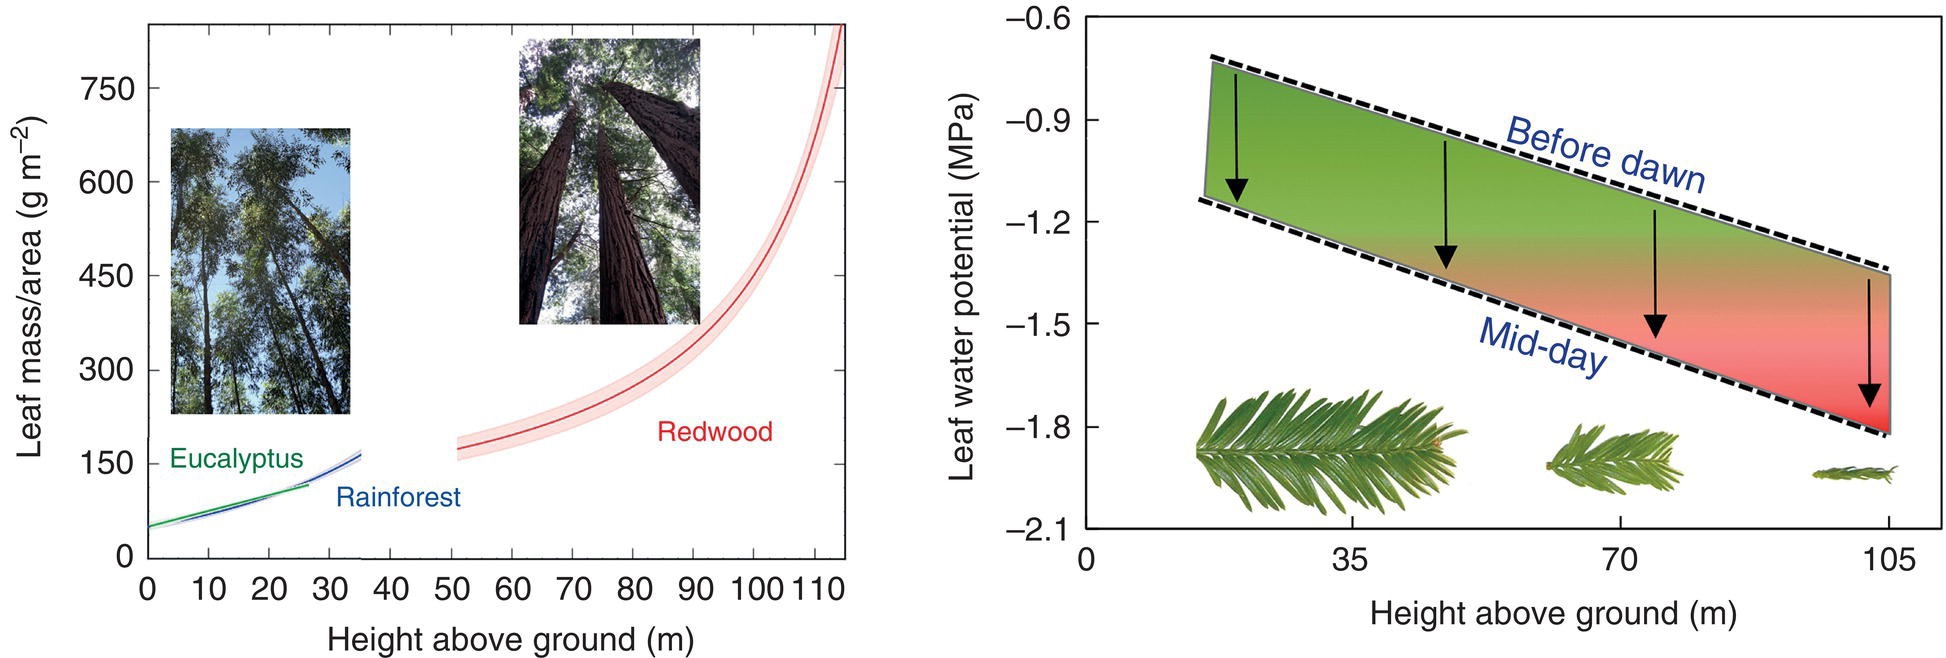 Leaf mass/area (g m⁻²)
750
600
450
300
150
0
Eucalyptus
Rainforest
Redwood
0 10 20 30 40 50 60 70 80 90 100 110
Height above ground (m)
Leaf water potential (MPa)
–0.6
–0.9
–1.2
–1.5
–1.8
–2.1
Before dawn
Mid-day
0 35 70 105
Height above ground (m)